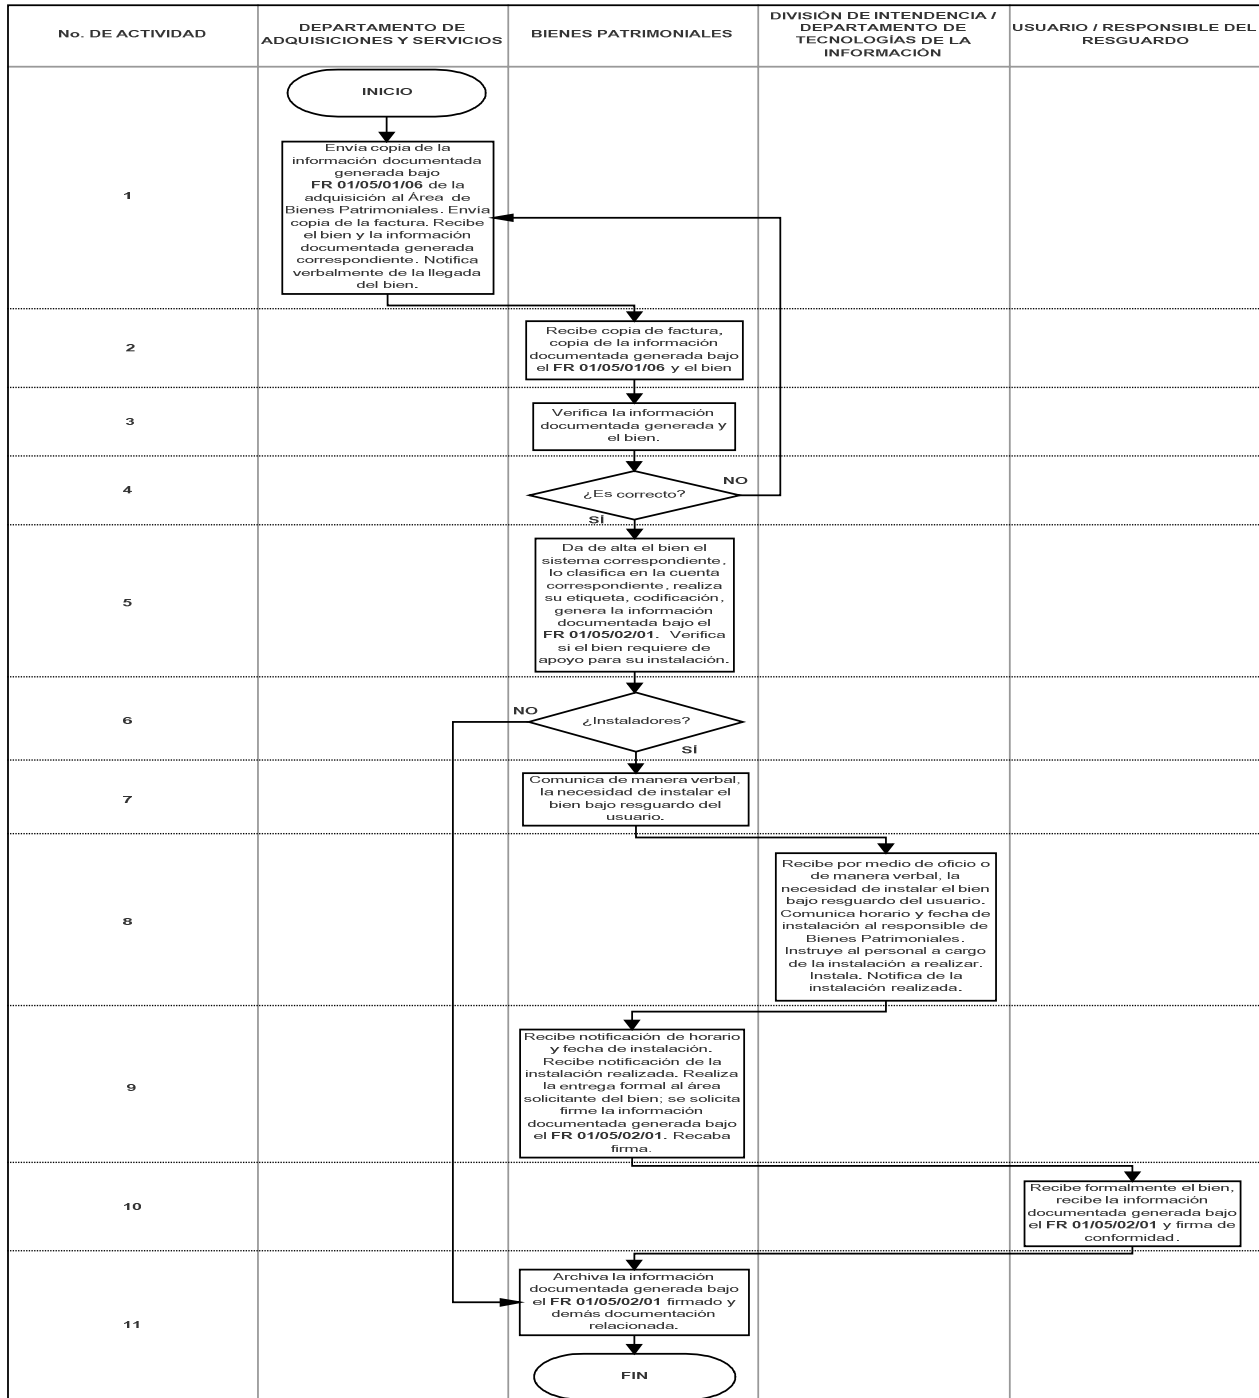 No. DE ACTIVIDAD
DEPARTAMENTO DE
ADQUISICIONES Y SERVICIOS
BIENES PATRIMONIALES
DIVISIÓN DE INTENDENCIA /
DEPARTAMENTO DE
TECNOLOGÍAS DE LA
INFORMACIÓN
USUARIO / RESPONSIBLE DEL
RESGUARDO
INICIO
1
Envía copia de la
información documentada
generada bajo
FR 01/05/01/06 de la
adquisición al Área de
Bienes Patrimoniales. Envía
copia de la factura. Recibe
el bien y la información
documentada generada
correspondiente. Notifica
verbalmente de la llegada
del bien.
2
Recibe copia de factura,
copia de la información
documentada generada bajo
el FR 01/05/01/06 y el bien
3
Verifica la información
documentada generada y
el bien.
4
¿Es correcto?
NO
SÍ
5
Da de alta el bien el
sistema correspondiente,
lo clasifica en la cuenta
correspondiente, realiza
su etiqueta, codificación,
genera la información
documentada bajo el
FR 01/05/02/01. Verifica
si el bien requiere de
apoyo para su instalación.
6
NO
¿Instaladores?
SÍ
7
Comunica de manera verbal,
la necesidad de instalar el
bien bajo resguardo del
usuario.
8
Recibe por medio de oficio o
de manera verbal, la
necesidad de instalar el bien
bajo resguardo del usuario.
Comunica horario y fecha de
instalación al responsible de
Bienes Patrimoniales.
Instruye al personal a cargo
de la instalación a realizar.
Instala. Notifica de la
instalación realizada.
9
Recibe notificación de horario
y fecha de instalación.
Recibe notificación de la
instalación realizada. Realiza
la entrega formal al área
solicitante del bien; se solicita
firme la información
documentada generada bajo
el FR 01/05/02/01. Recaba
firma.
10
Recibe formalmente el bien,
recibe la información
documentada generada bajo
el FR 01/05/02/01 y firma de
conformidad.
11
Archiva la información
documentada generada bajo
el FR 01/05/02/01 firmado y
demás documentación
relacionada.
FIN